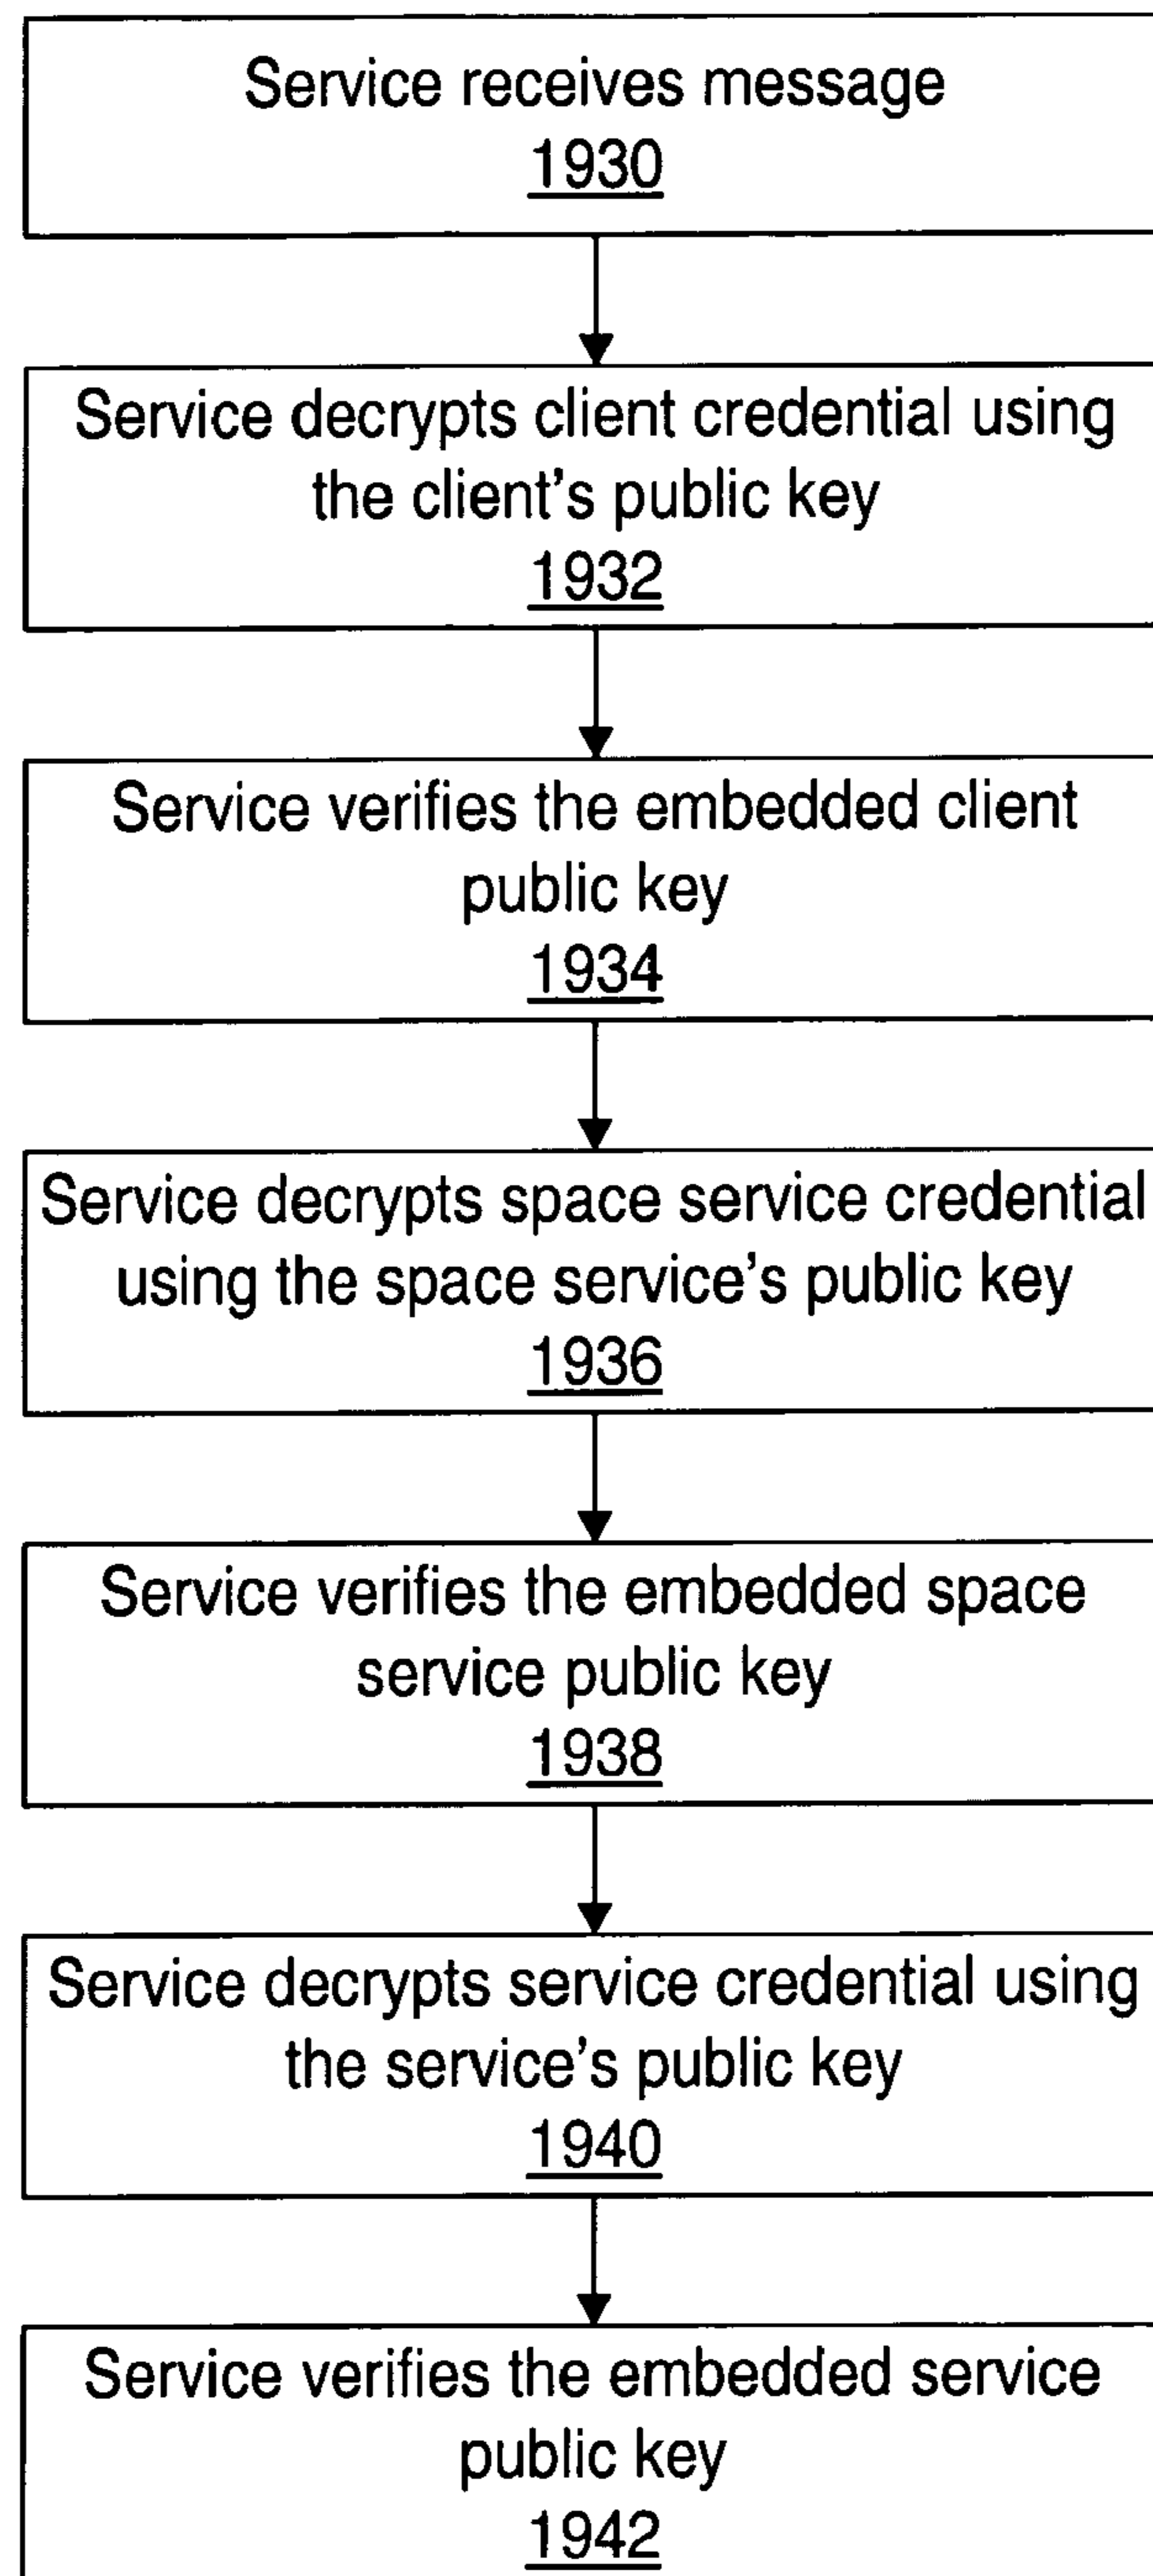 Service receives message
1930
Service decrypts client credential using
the client's public key
1932
Service verifies the embedded client
public key
1934
Service decrypts space service credential
using the space service's public key
1936
Service verifies the embedded space
service public key
1938
Service decrypts service credential using
the service's public key
1940
Service verifies the embedded service
public key
1942